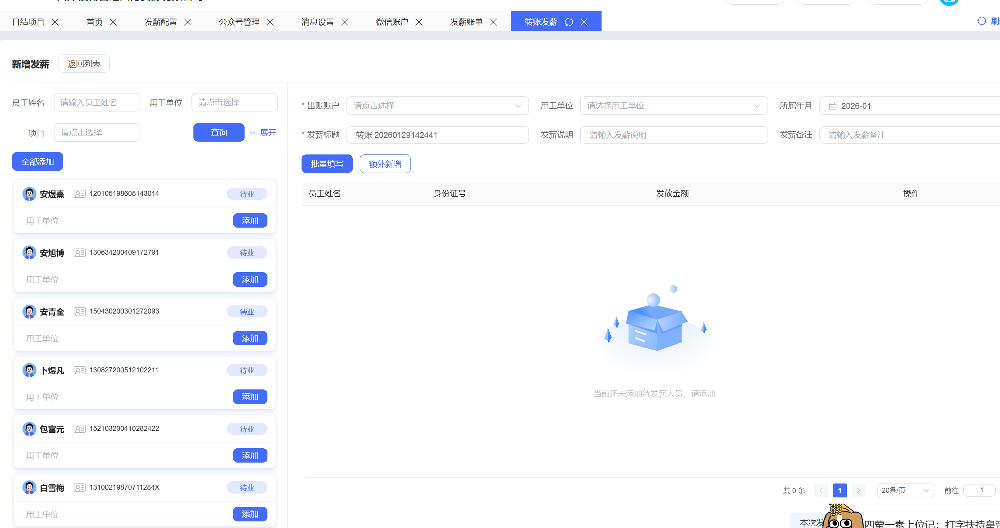 日结项目 首页 发薪配置 公众号管理 消息设置 微信账户 发薪账单 转账发薪
新增发薪 返回列表
员工姓名 请输入员工姓名 用工单位 请点击选择
项目 请点击选择 查询 展开
全部添加
安煜熹 120105198605143014 待业
用工单位 添加
安旭博 130634200409172791 待业
用工单位 添加
安青全 150430200301272093 待业
用工单位 添加
卜煜凡 130827200512102211 待业
用工单位 添加
包富元 152103200410282422 待业
用工单位 添加
白雪梅 13100219870711284X 待业
用工单位 添加
* 出账账户 请点击选择 用工单位 请选择用工单位 所属年月 2026-01
* 发薪标题 转账 20260129142441 发薪说明 请输入发薪说明 发薪备注 请输入发薪备注
批量填写 额外新增
员工姓名 身份证号 发放金额 操作
当前还未添加待发薪人员，请添加
共 0 条 1 20条/页 前往 1
本次发
四荤一素上位记：打字扶持皇